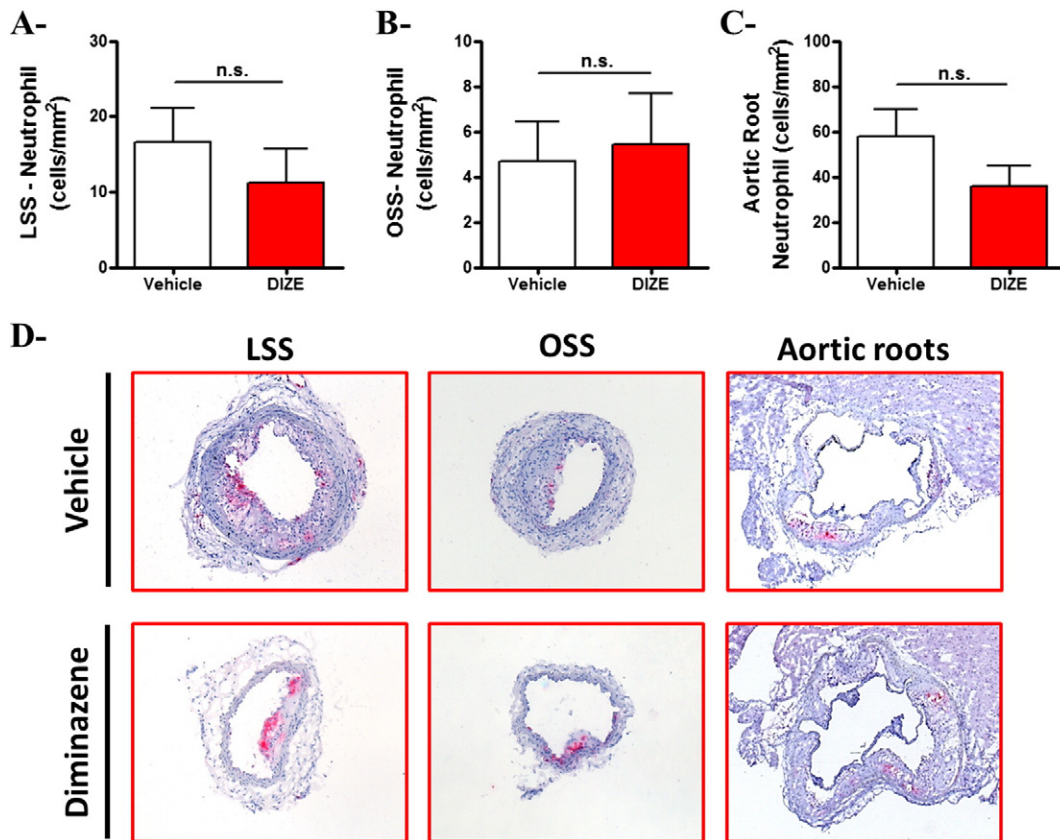 A-
LSS - Neutrophil
(cells/mm²)
30
20
10
0
n.s.
Vehicle
DIZE
B-
OSS- Neutrophil
(cells/mm²)
10
8
6
4
2
0
n.s.
Vehicle
DIZE
C-
Aortic Root
Neutrophil (cells/mm²)
100
80
60
40
20
0
n.s.
Vehicle
DIZE
D-
LSS
OSS
Aortic roots
Vehicle
Diminazene